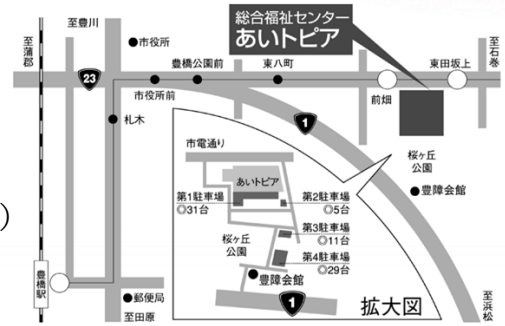 至豊川
至蒲郡
市役所
総合福祉センター
あいトピア
至石巻
豊橋公園前
東八町
東田坂上
23
市役所前
前畑
札木
1
桜ヶ丘
公園
豊障会館
市電通り
あいトピア
第1駐車場
◎31台
第2駐車場
◎5台
第3駐車場
◎11台
桜ヶ丘
公園
第4駐車場
◎29台
豊障会館
1
拡大図
豊橋駅
郵便局
至田原
至浜松
)